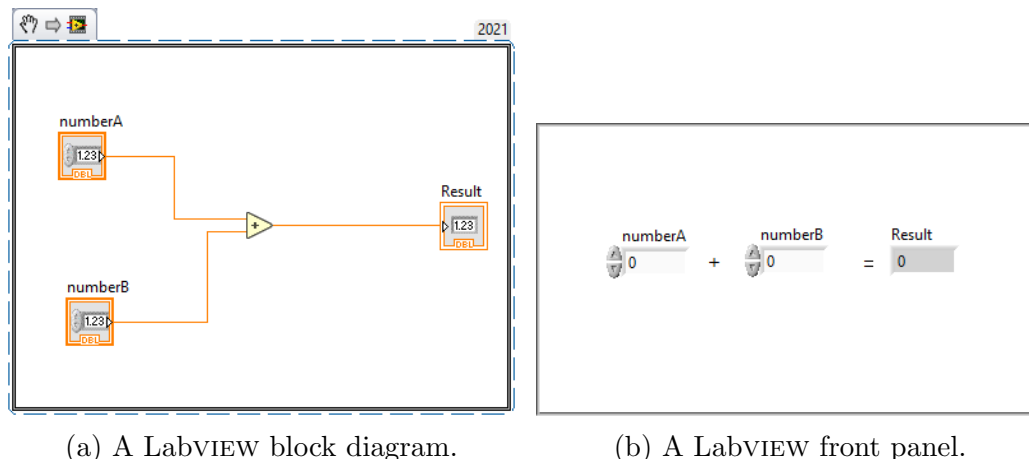 2021
numberA
1.23
DBL
Result
1.23
DBL
numberB
1.23
DBL
numberA
numberB
Result
0 + 0 = 0
(a) A LabVIEW block diagram.
(b) A LabVIEW front panel.